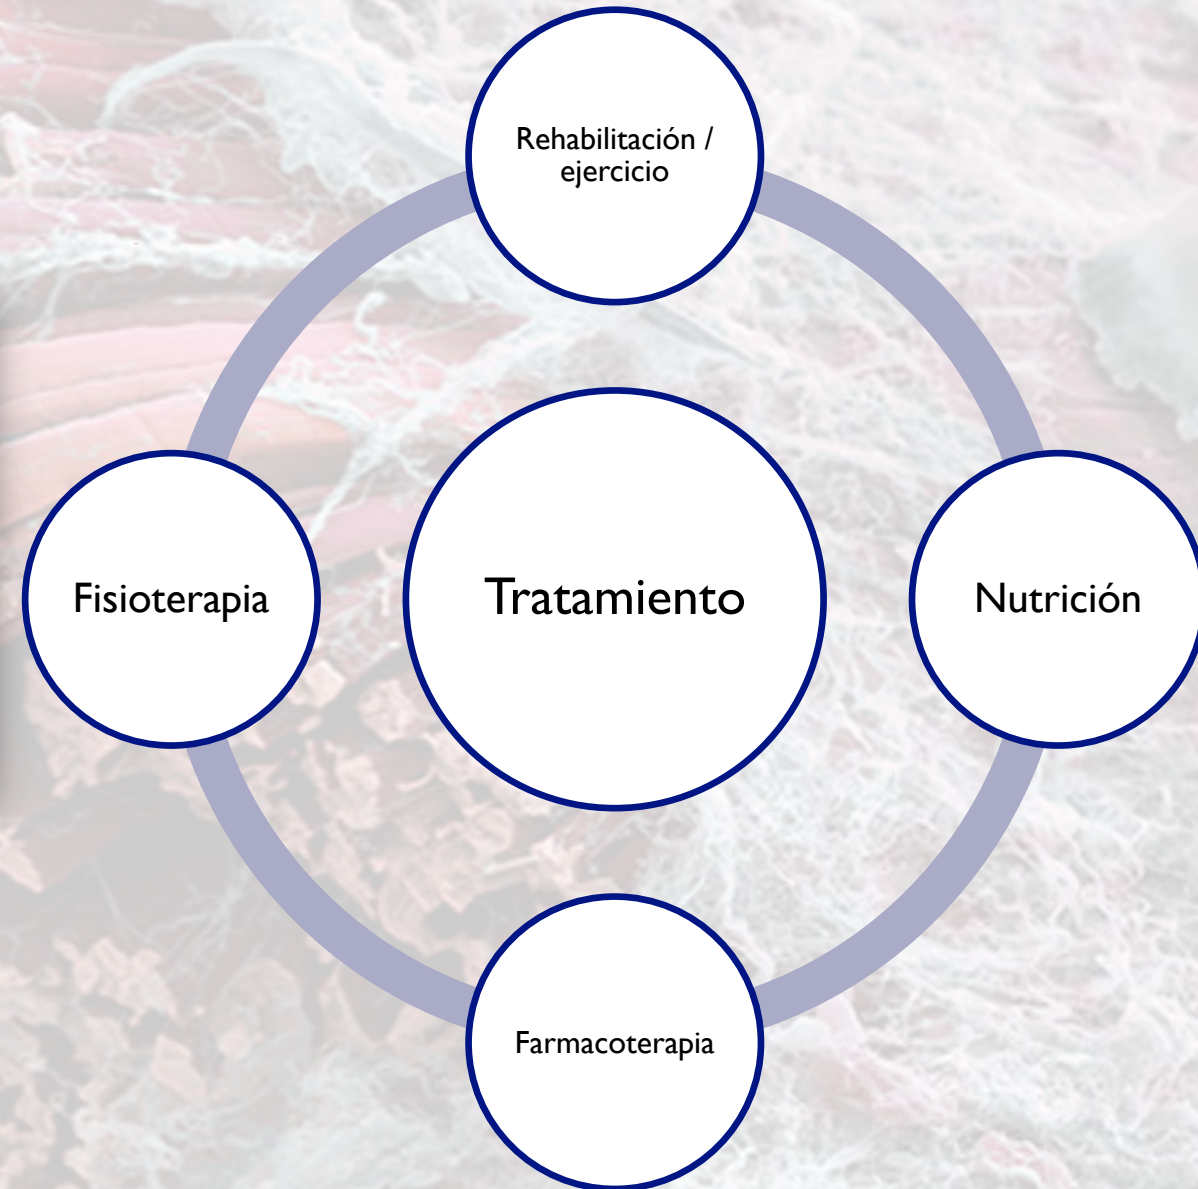 Rehabilitación /
ejercicio
Fisioterapia
Tratamiento
Nutrición
Farmacoterapia